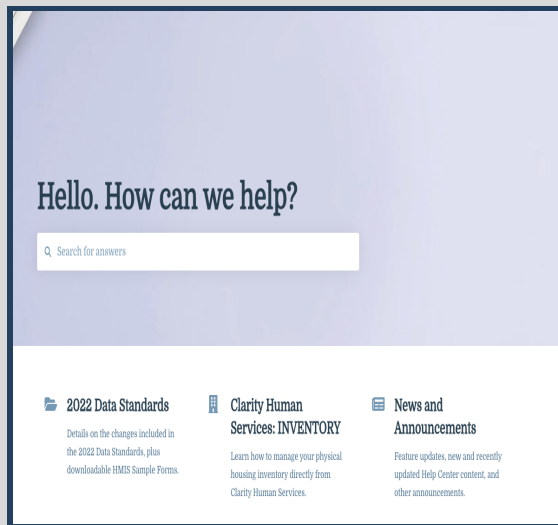 Hello. How can we help?
Search for answers
2022 Data Standards
Details on the changes included in
the 2022 Data Standards, plus
downloadable HMIS Sample Forms.
Clarity Human
Services: INVENTORY
Learn how to manage your physical
housing inventory directly from
Clarity Human Services.
News and
Announcements
Feature updates, new and recently
updated Help Center content, and
other announcements.